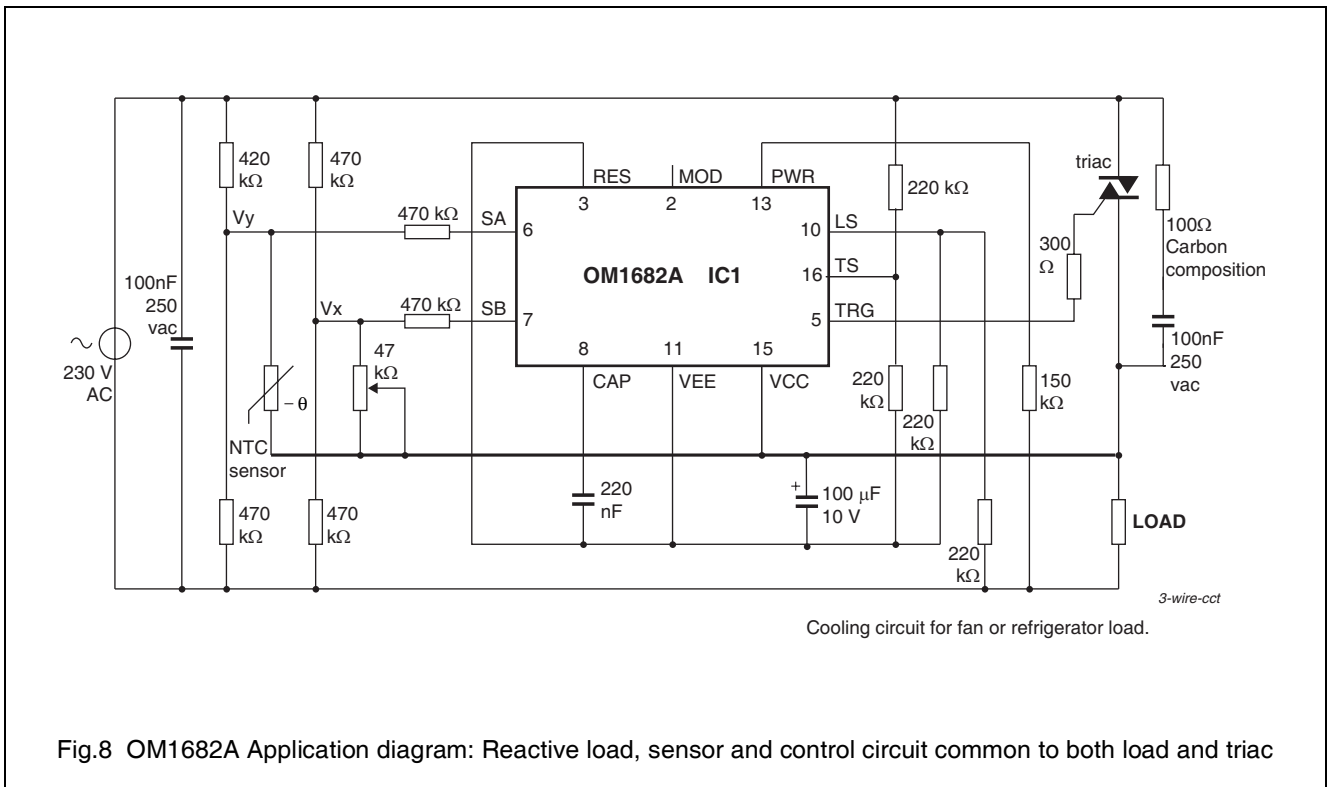 420
kΩ
470
kΩ
RES
MOD
PWR
3
2
13
220 kΩ
triac
Vy
470 kΩ
SA
6
10
LS
300
Ω
100Ω
Carbon
composition
OM1682A IC1
16
TS
100nF
250
vac
Vx
470 kΩ
SB
7
5
TRG
230 V
AC
47
kΩ
8
11
15
CAP
VEE
VCC
220
kΩ
220
kΩ
150
kΩ
100nF
250
vac
– θ
NTC
sensor
470
kΩ
470
kΩ
220
nF
+
100 µF
10 V
220
kΩ
LOAD
3-wire-cct
Cooling circuit for fan or refrigerator load.
Fig.8 OM1682A Application diagram: Reactive load, sensor and control circuit common to both load and triac